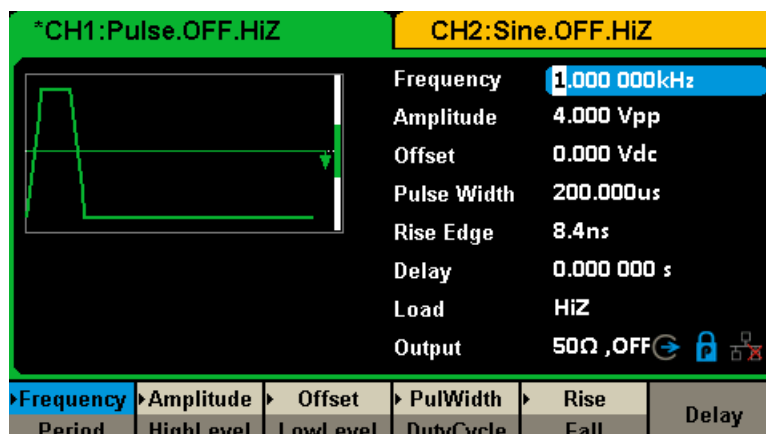 *CH1:Pulse.OFF.HiZ
CH2:Sine.OFF.HiZ
Frequency 1.000 000kHz
Amplitude 4.000 Vpp
Offset 0.000 Vdc
Pulse Width 200.000us
Rise Edge 8.4ns
Delay 0.000 000 s
Load HiZ
Output 50Ω ,OFF
P
Frequency Amplitude Offset PulWidth Rise Delay
Period HighLevel LowLevel DutyCycle Fall